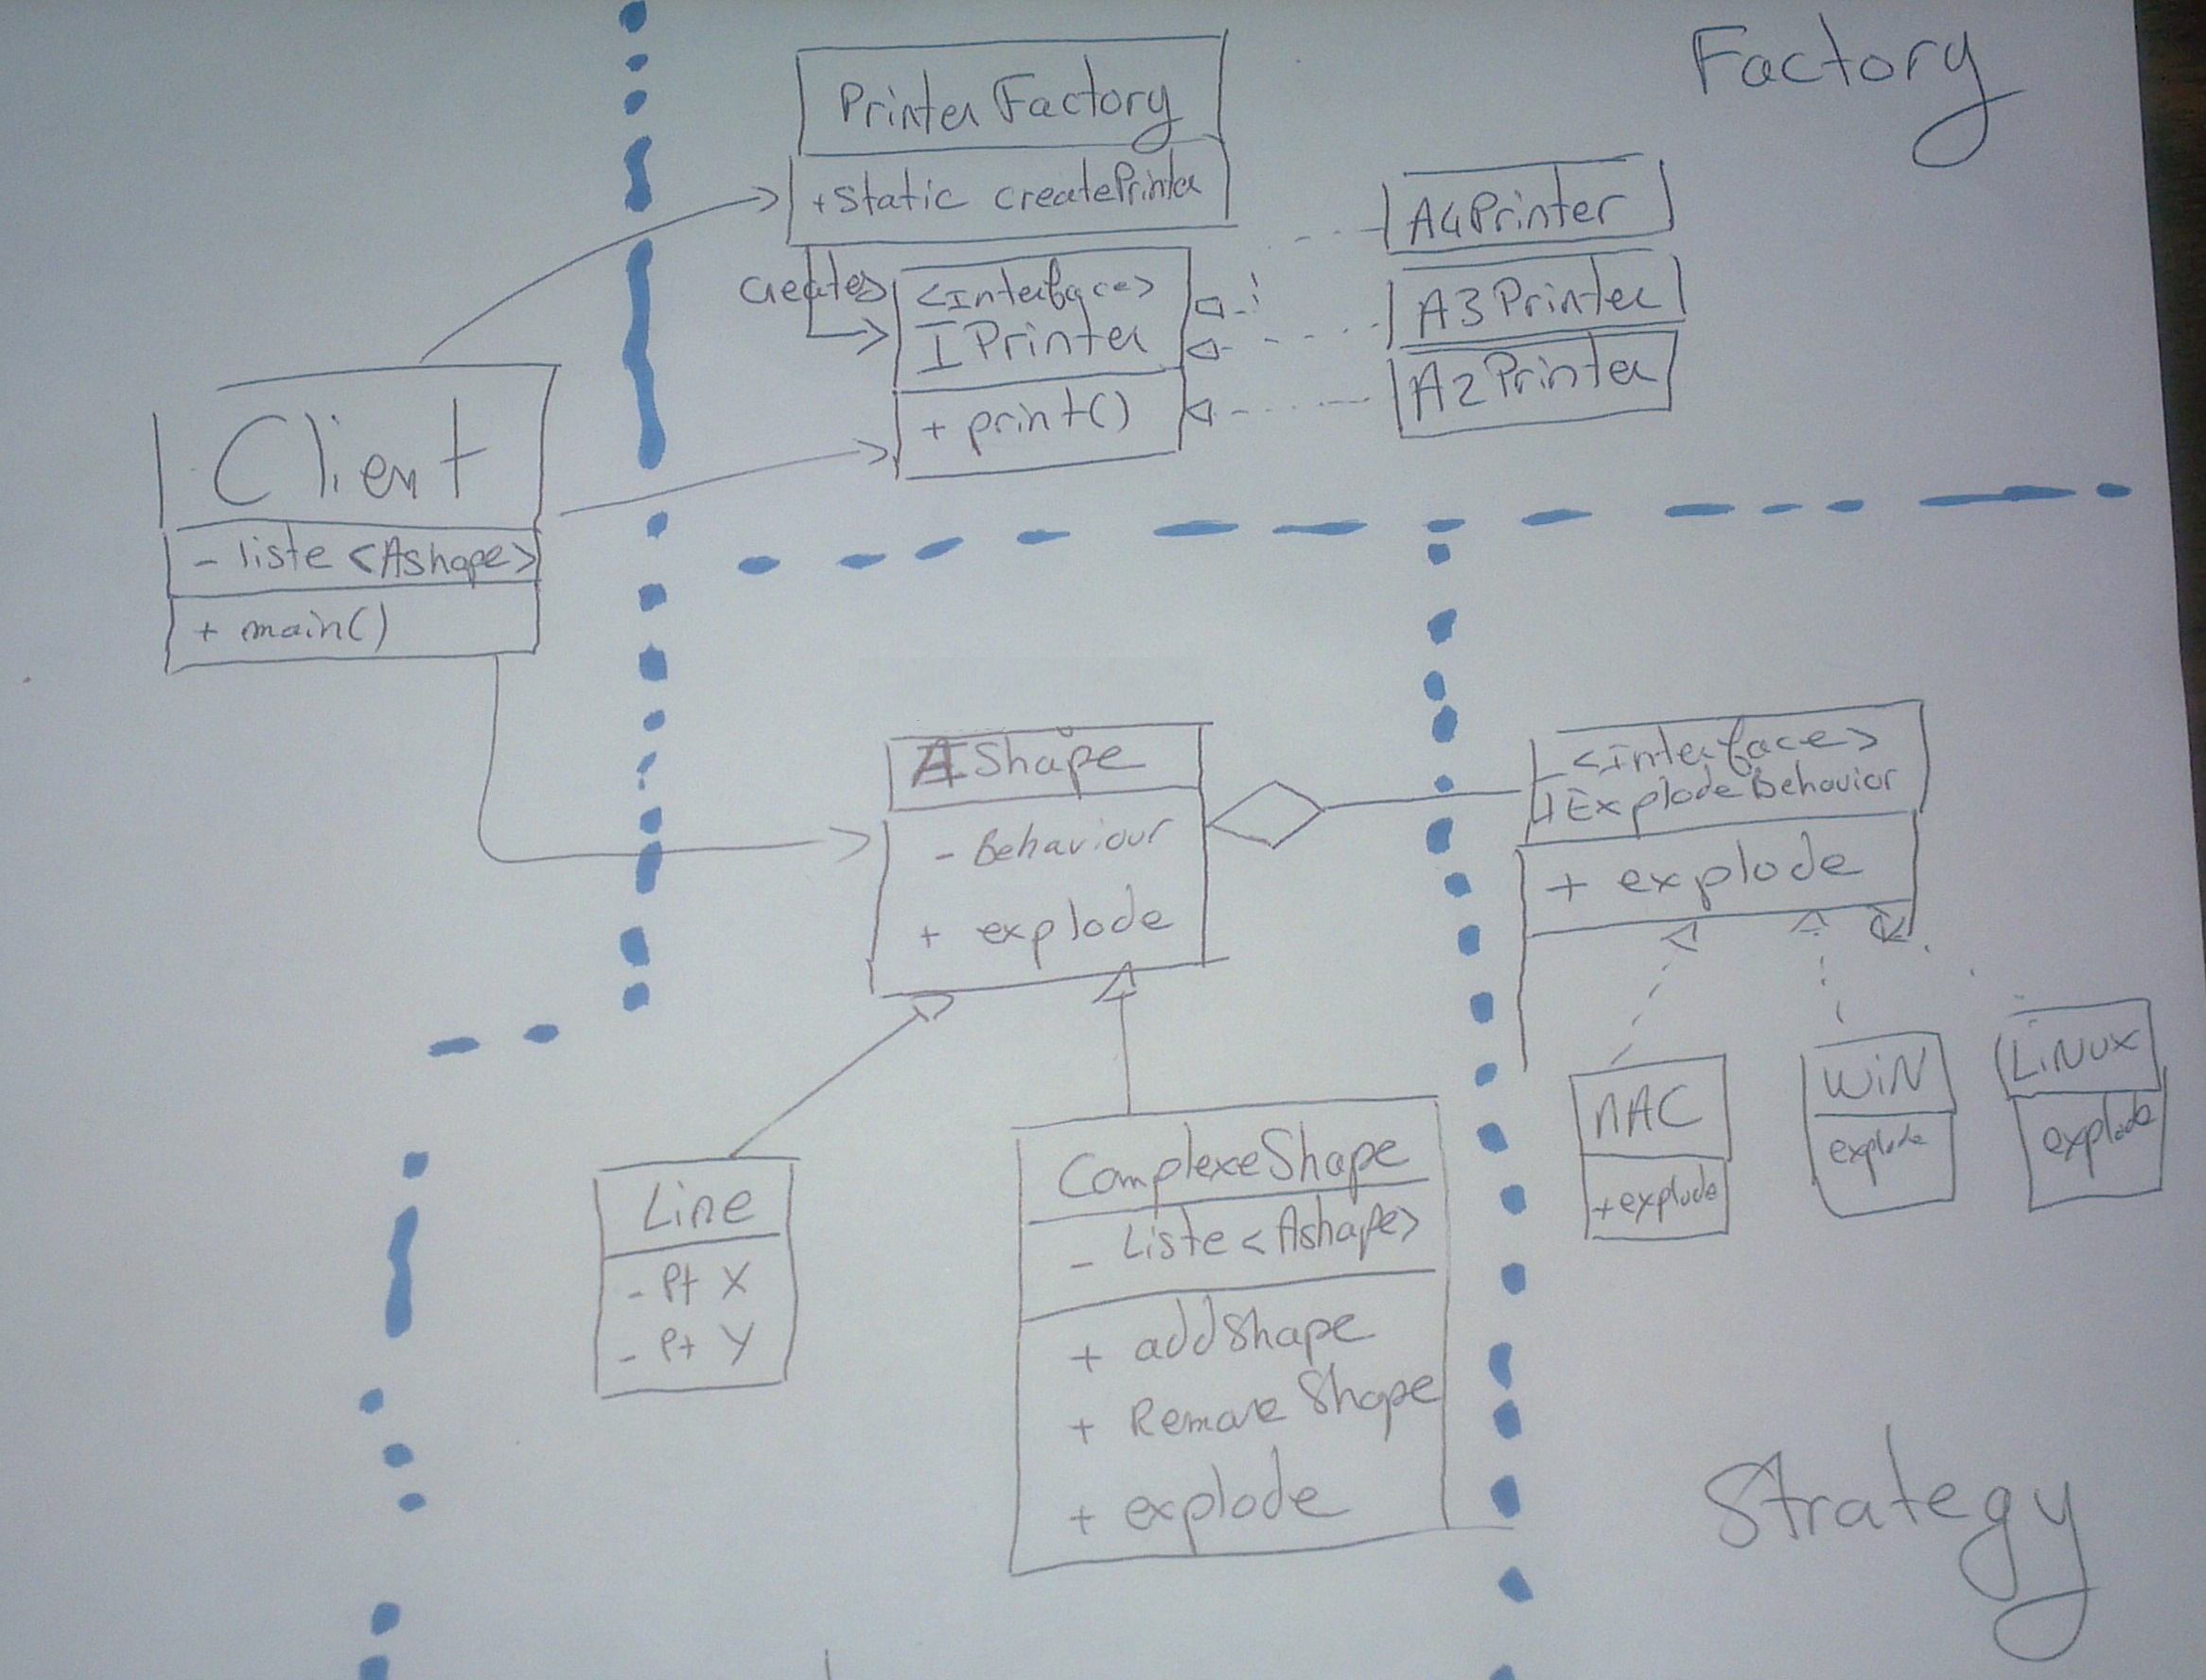 Factory
PrinterFactory
+ static createPrinter
A4Printer
creates
<Interface>
IPrinter
+ print()
A3Printer
A2Printer
Client
- liste <Ashape>
+ main()
AShape
- Behaviour
+ explode
<Interface>
IExplodeBehavior
+ explode
MAC
+ explode
WiN
explode
LiNUX
explode
Line
- Pt X
- Pt Y
ComplexeShape
- Liste <Ashape>
+ addShape
+ Remove Shape
+ explode
Strategy